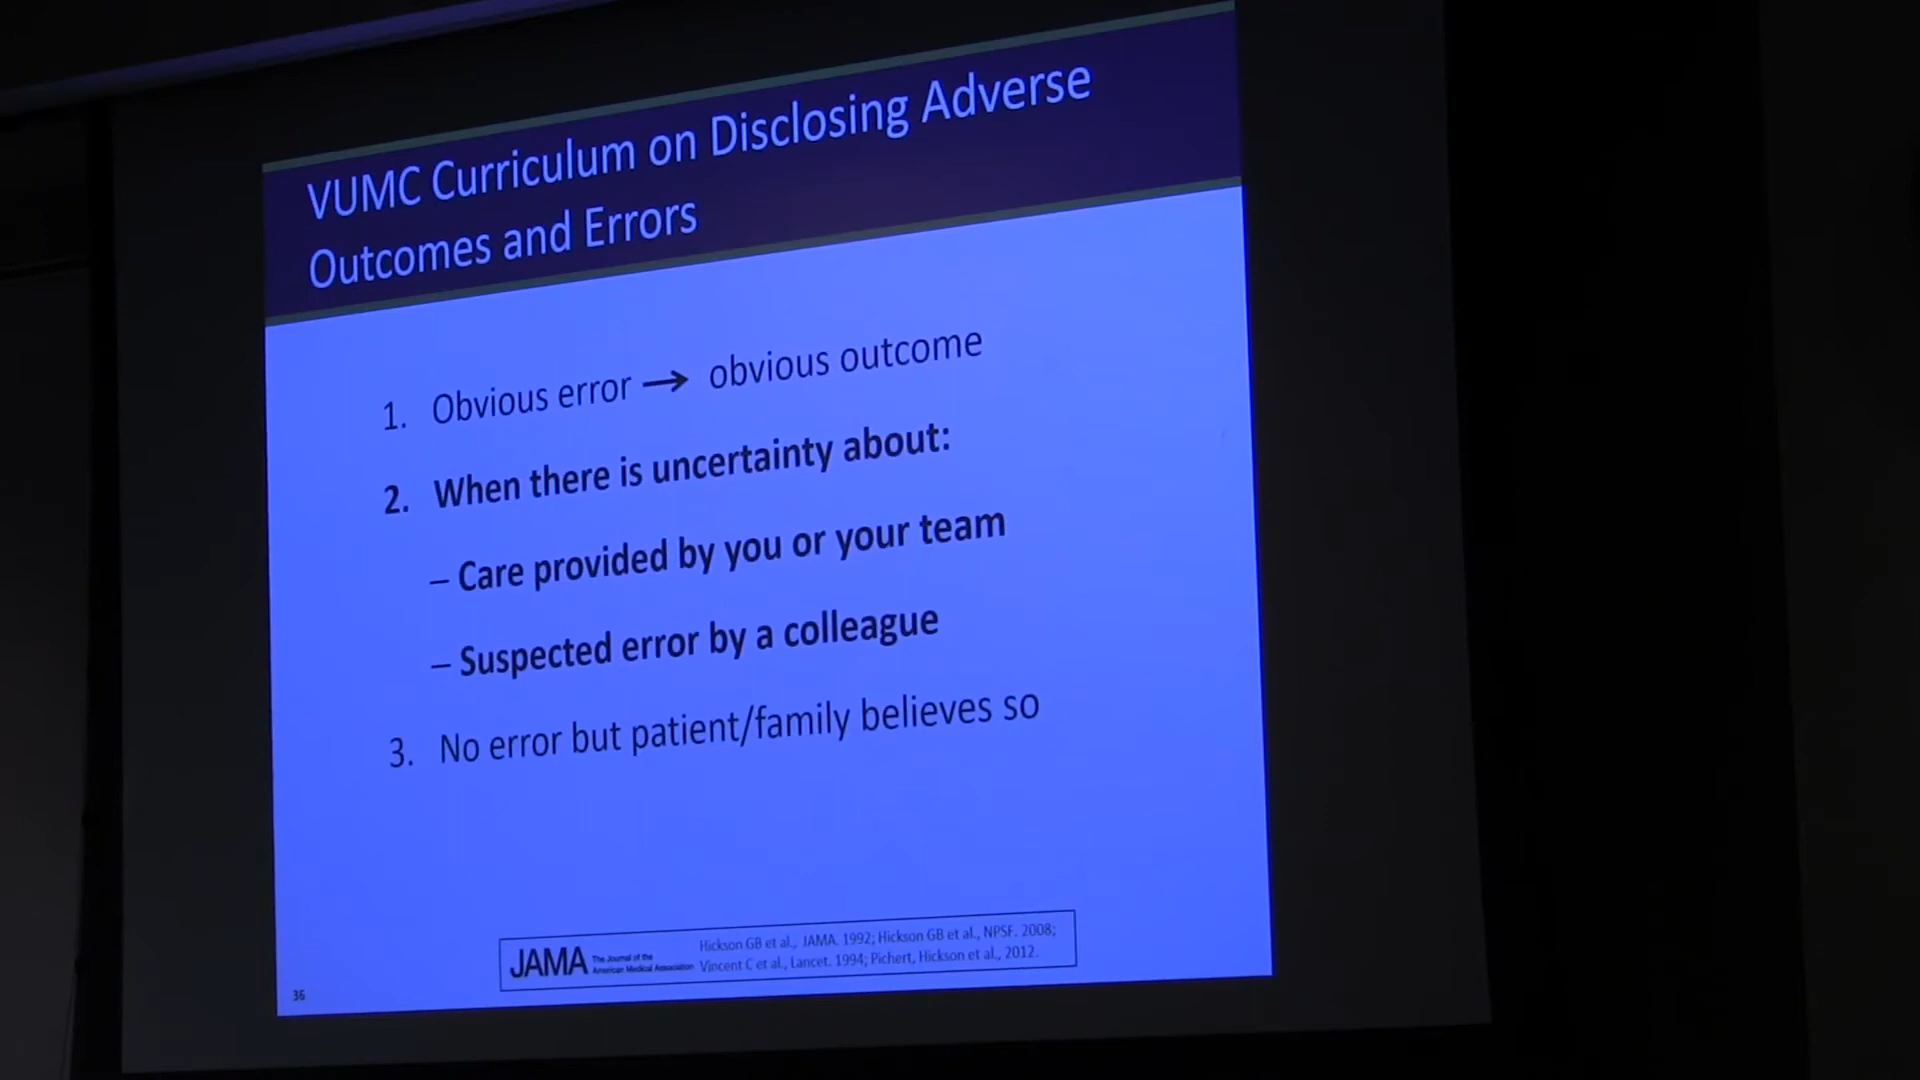 VUMC Curriculum on Disclosing Adverse
Outcomes and Errors
1. Obvious error → obvious outcome
2. When there is uncertainty about:
– Care provided by you or your team
– Suspected error by a colleague
3. No error but patient/family believes so
JAMA The Journal of the
American Medical Association
Hickson GB et al., JAMA. 1992; Hickson GB et al., NPSF. 2008;
Vincent C et al., Lancet. 1994; Pichert, Hickson et al., 2012.
36